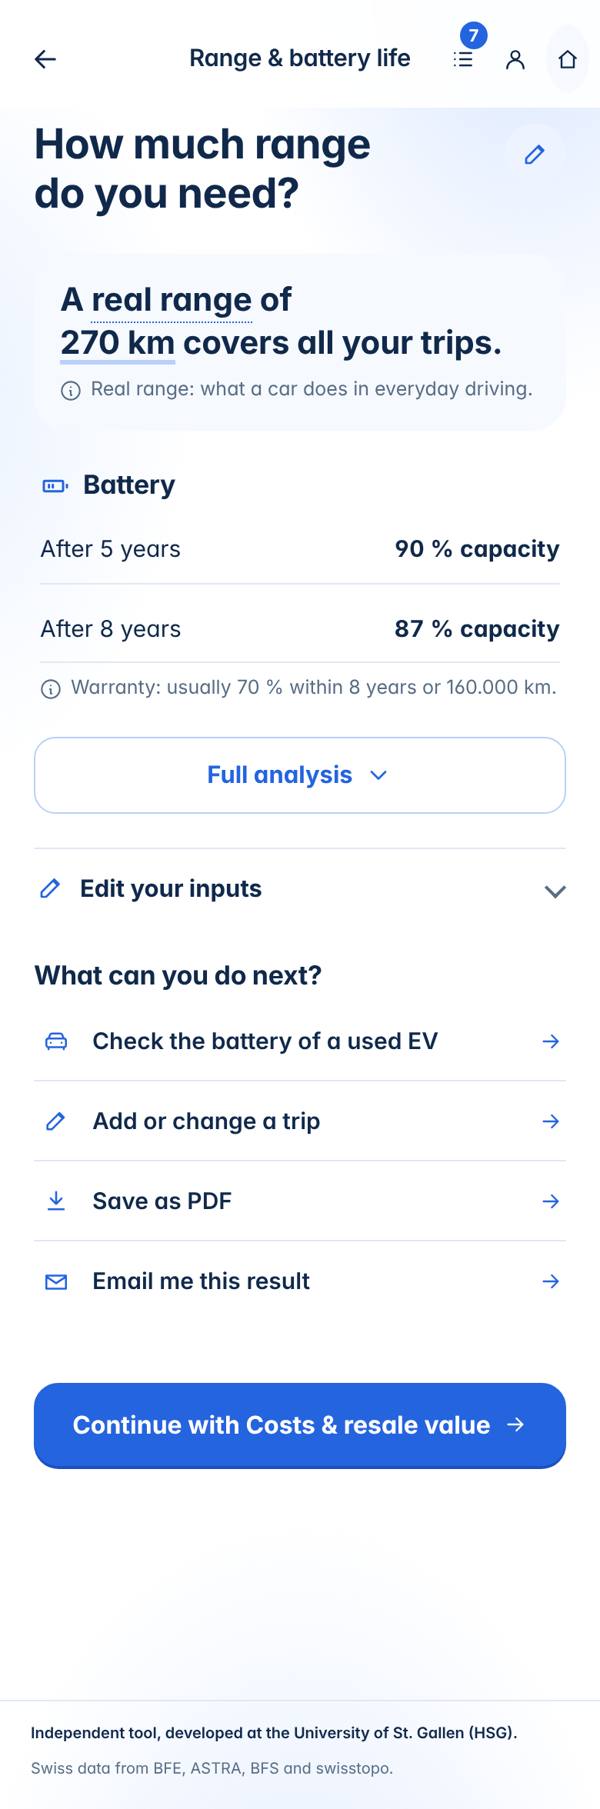 Range & battery life
7
How much range
do you need?
A real range of
270 km covers all your trips.
Real range: what a car does in everyday driving.
Battery
After 5 years 90 % capacity
After 8 years 87 % capacity
Warranty: usually 70 % within 8 years or 160.000 km.
Full analysis
Edit your inputs
What can you do next?
Check the battery of a used EV
Add or change a trip
Save as PDF
Email me this result
Continue with Costs & resale value
Independent tool, developed at the University of St. Gallen (HSG).
Swiss data from BFE, ASTRA, BFS and swisstopo.